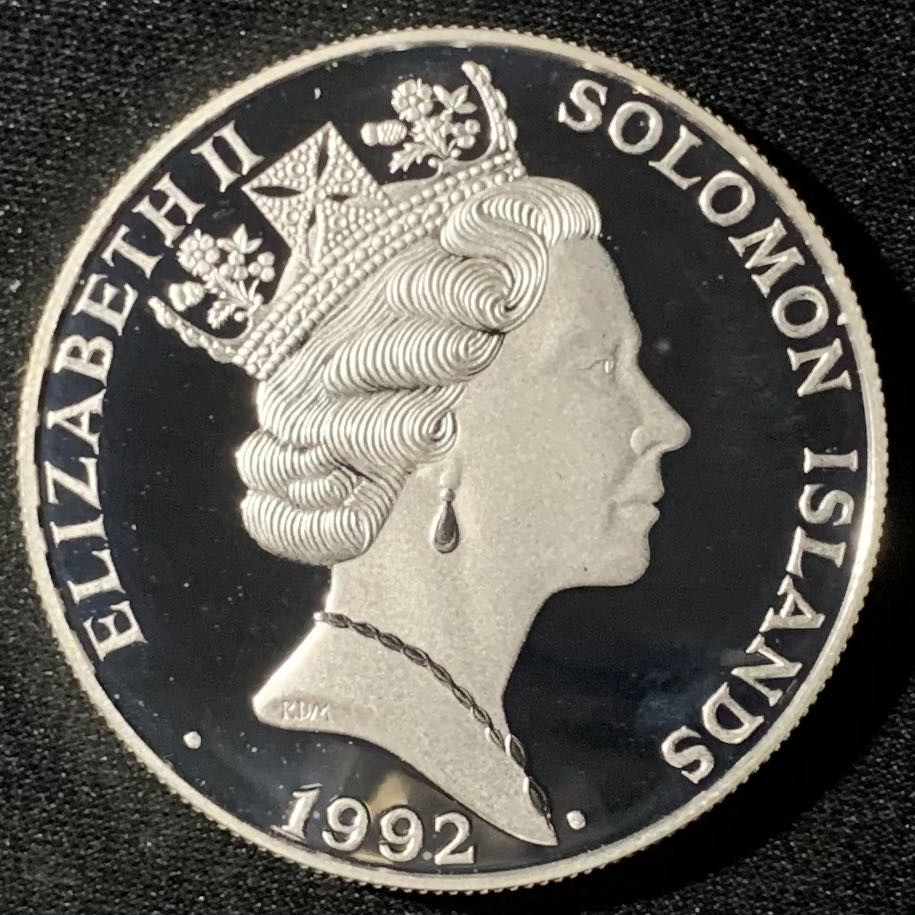 ELIZABETH II
SOLOMON ISLANDS
RDM
1992